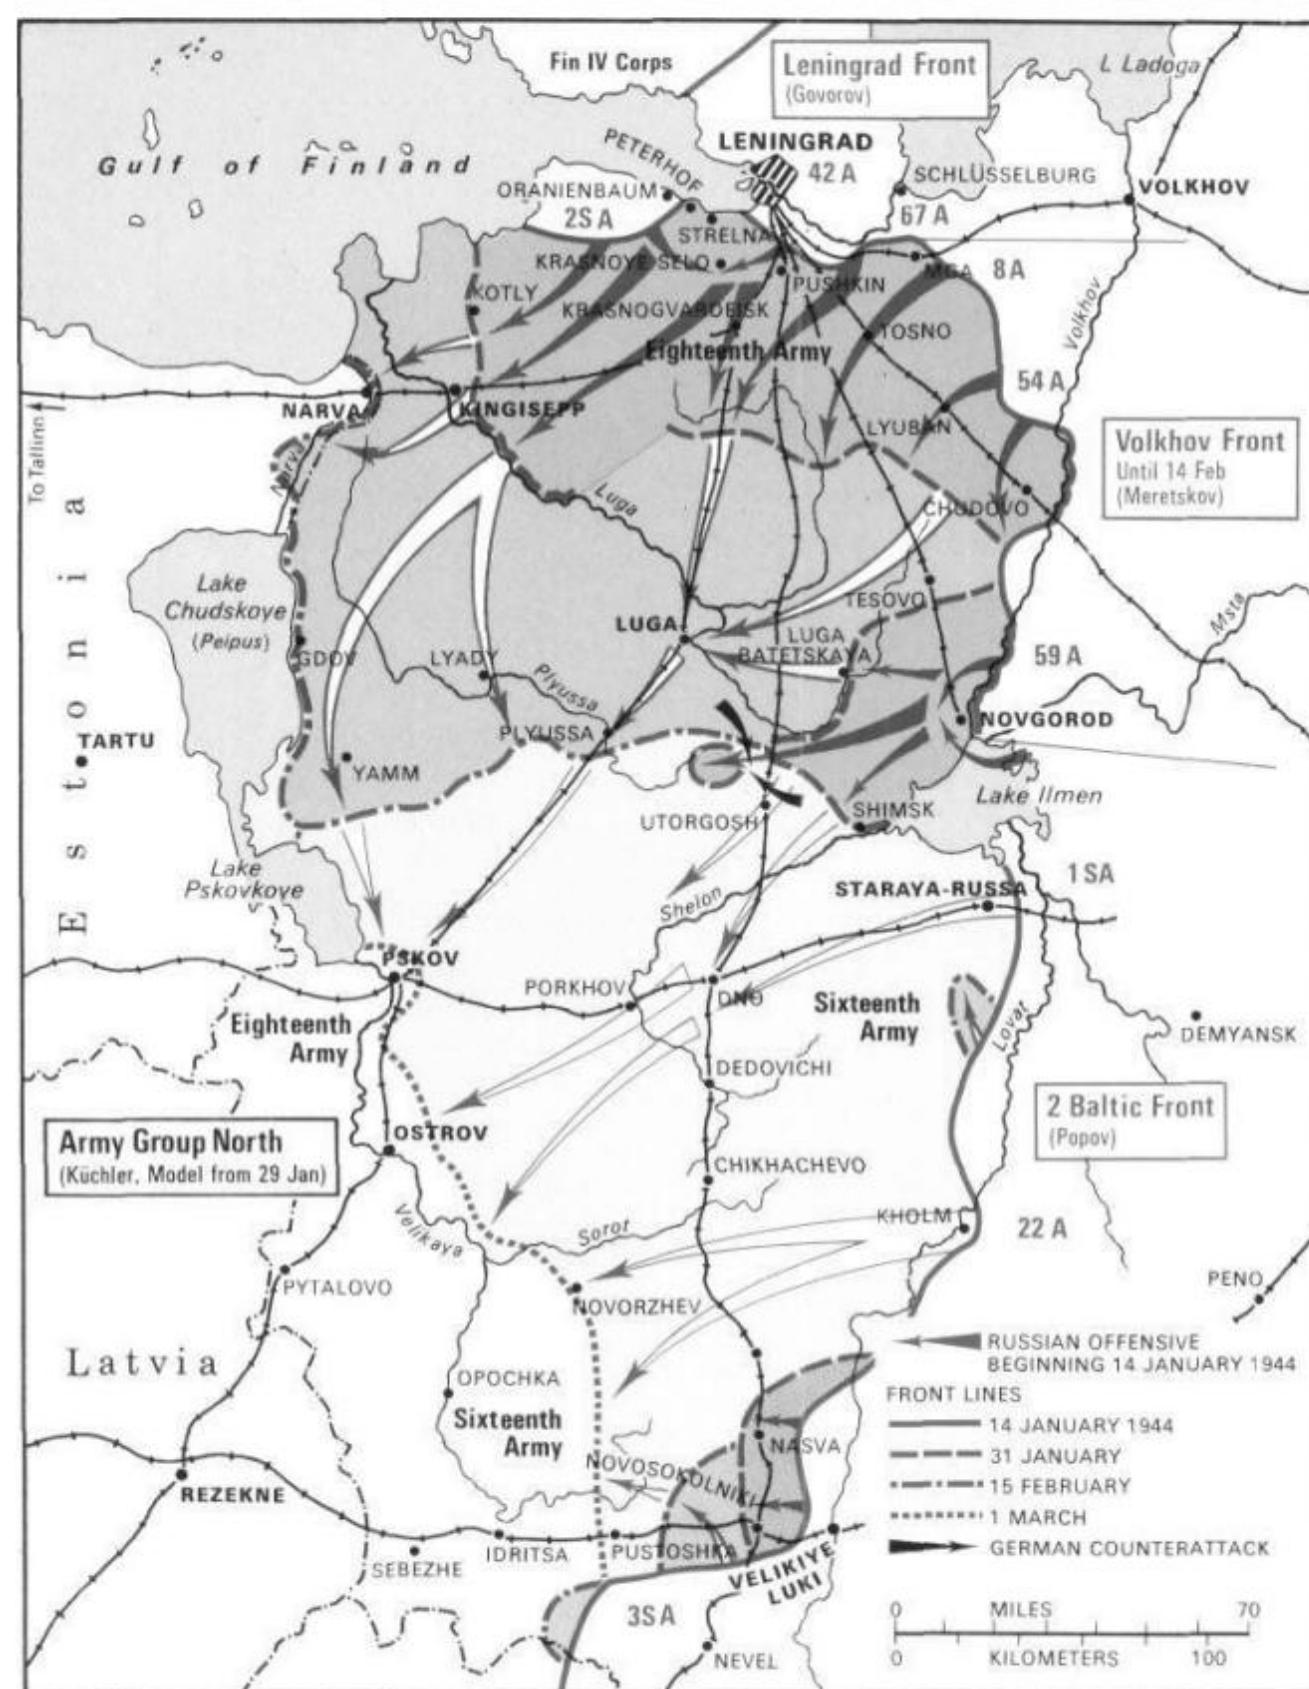 Fin IV Corps
Leningrad Front
(Govorov)
L Ladoga
Gulf of Finland
PETERHOF
LENINGRAD
42 A
ORANIENBAUM
2S A
SCHLÜSSELBURG
67 A
VOLKHOV
STRELNA
KRASNOYE SELO
PUSHKIN
MGA
8 A
KOTLY
KRASNOGVARDEISK
TOSNO
Volkhov
Eighteenth Army
54 A
NARVA
KINGISEPP
LYUBAN
To Tallinn
Narva
Volkhov Front
Until 14 Feb
(Meretskov)
Luga
CHUDOVO
Estonia
Lake
Chudskoye
(Peipus)
TESOVO
LUGA
LUGA
BATETSKAYA
Msta
GDOV
LYADY
Plyussa
59 A
PLYUSSA
NOVGOROD
TARTU
YAMM
Lake Ilmen
UTORGOSH
SHIMSK
Lake
Pskovkoye
Shelon
STARAYA-RUSSA
1 SA
PSKOV
PORKHOV
DNO
Eighteenth
Army
Sixteenth
Army
Lovat
DEMYANSK
DEDOVICHI
2 Baltic Front
(Popov)
Army Group North
(Küchler, Model from 29 Jan)
OSTROV
CHIKHACHEVO
Velikaya
Sorot
KHOLM
22 A
PYTALOVO
NOVORZHEV
PENO
Latvia
OPOCHKA
Sixteenth
Army
NASVA
NOVOSOKOLNIKI
REZEKNE
SEBEZHE
IDRITSA
PUSTOSHKA
VELIKIYE
LUKI
3S A
NEVEL
RUSSIAN OFFENSIVE
BEGINNING 14 JANUARY 1944
FRONT LINES
14 JANUARY 1944
31 JANUARY
15 FEBRUARY
1 MARCH
GERMAN COUNTERATTACK
0 MILES 70
0 KILOMETERS 100